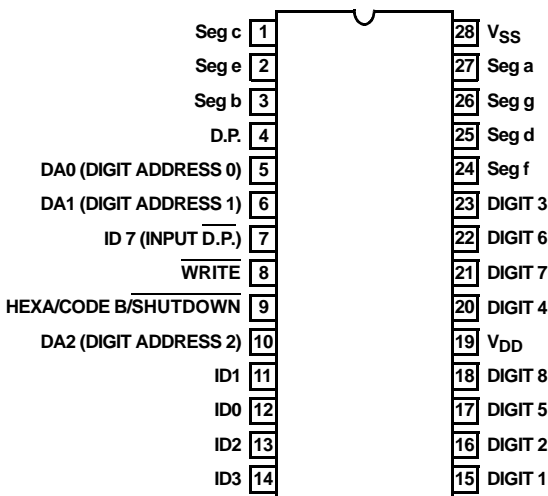 Seg c 1 28 VSS
Seg e 2 27 Seg a
Seg b 3 26 Seg g
D.P. 4 25 Seg d
DA0 (DIGIT ADDRESS 0) 5 24 Seg f
DA1 (DIGIT ADDRESS 1) 6 23 DIGIT 3
ID 7 (INPUT D.P.) 7 22 DIGIT 6
WRITE 8 21 DIGIT 7
HEXA/CODE B/SHUTDOWN 9 20 DIGIT 4
DA2 (DIGIT ADDRESS 2) 10 19 VDD
ID1 11 18 DIGIT 8
ID0 12 17 DIGIT 5
ID2 13 16 DIGIT 2
ID3 14 15 DIGIT 1